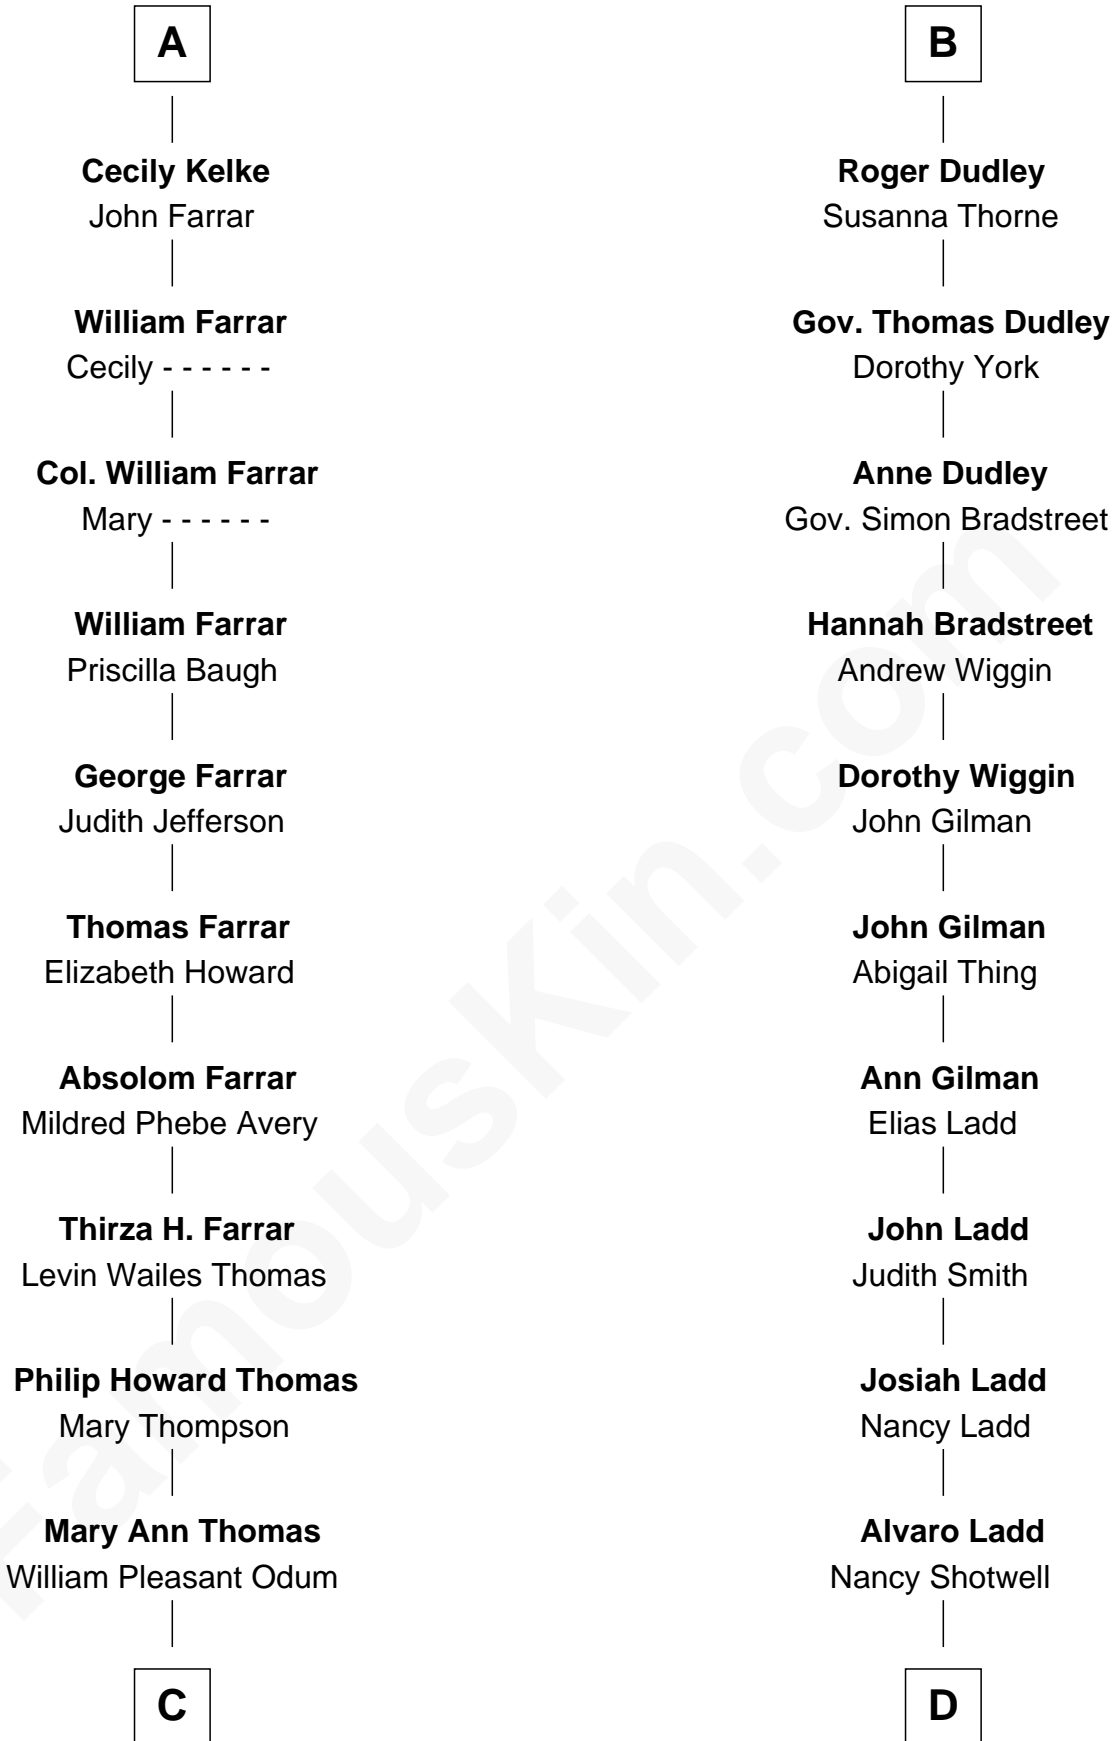 A
Cecily Kelke
John Farrar
William Farrar
Cecily - - - - - -
Col. William Farrar
Mary - - - - - -
William Farrar
Priscilla Baugh
George Farrar
Judith Jefferson
Thomas Farrar
Elizabeth Howard
Absolom Farrar
Mildred Phebe Avery
Thirza H. Farrar
Levin Wailes Thomas
Philip Howard Thomas
Mary Thompson
Mary Ann Thomas
William Pleasant Odum
C
B
Roger Dudley
Susanna Thorne
Gov. Thomas Dudley
Dorothy York
Anne Dudley
Gov. Simon Bradstreet
Hannah Bradstreet
Andrew Wiggin
Dorothy Wiggin
John Gilman
John Gilman
Abigail Thing
Ann Gilman
Elias Ladd
John Ladd
Judith Smith
Josiah Ladd
Nancy Ladd
Alvaro Ladd
Nancy Shotwell
D
FamousKin.com